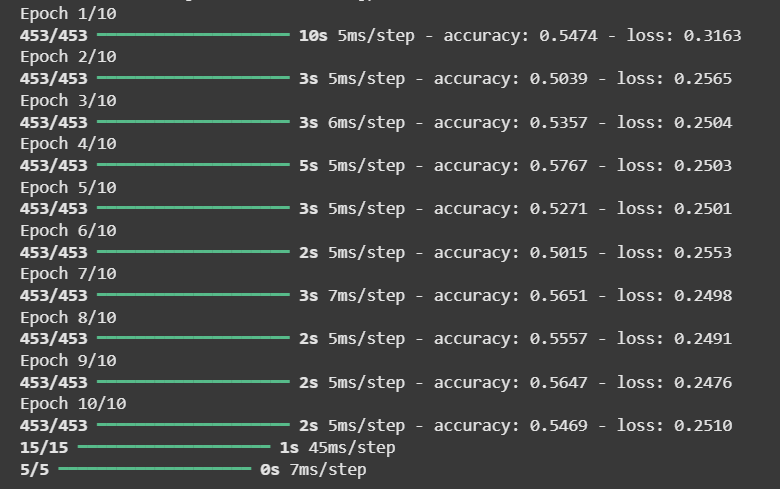 Epoch 1/10
453/453 ━━━━━━━━━━━━━━━━━━━━ 10s 5ms/step - accuracy: 0.5474 - loss: 0.3163
Epoch 2/10
453/453 ━━━━━━━━━━━━━━━━━━━━ 3s 5ms/step - accuracy: 0.5039 - loss: 0.2565
Epoch 3/10
453/453 ━━━━━━━━━━━━━━━━━━━━ 3s 6ms/step - accuracy: 0.5357 - loss: 0.2504
Epoch 4/10
453/453 ━━━━━━━━━━━━━━━━━━━━ 5s 5ms/step - accuracy: 0.5767 - loss: 0.2503
Epoch 5/10
453/453 ━━━━━━━━━━━━━━━━━━━━ 3s 5ms/step - accuracy: 0.5271 - loss: 0.2501
Epoch 6/10
453/453 ━━━━━━━━━━━━━━━━━━━━ 2s 5ms/step - accuracy: 0.5015 - loss: 0.2553
Epoch 7/10
453/453 ━━━━━━━━━━━━━━━━━━━━ 3s 7ms/step - accuracy: 0.5651 - loss: 0.2498
Epoch 8/10
453/453 ━━━━━━━━━━━━━━━━━━━━ 2s 5ms/step - accuracy: 0.5557 - loss: 0.2491
Epoch 9/10
453/453 ━━━━━━━━━━━━━━━━━━━━ 2s 5ms/step - accuracy: 0.5647 - loss: 0.2476
Epoch 10/10
453/453 ━━━━━━━━━━━━━━━━━━━━ 2s 5ms/step - accuracy: 0.5469 - loss: 0.2510
15/15 ━━━━━━━━━━━━━━━━━━━━ 1s 45ms/step
5/5 ━━━━━━━━━━━━━━━━━━━━ 0s 7ms/step